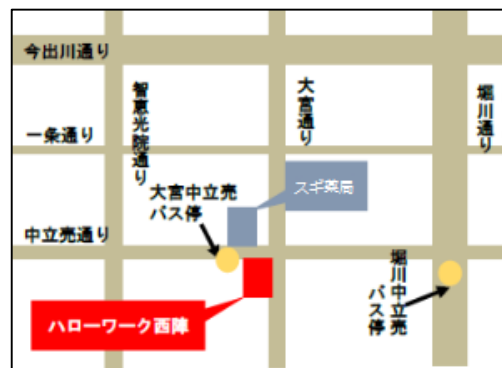 今出川通り
智恵光院通り
大宮通り
堀川通り
一条通り
大宮中立売
バス停
スギ薬局
中立売通り
堀川中立売
バス停
ハローワーク西陣